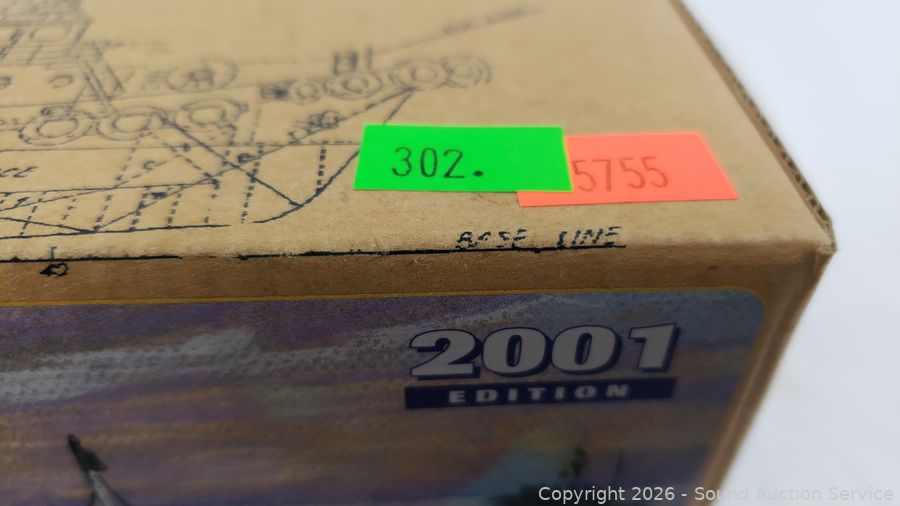 302.
5755
BASE LINE
2001
EDITION
Copyright 2026 - Sound Auction Service